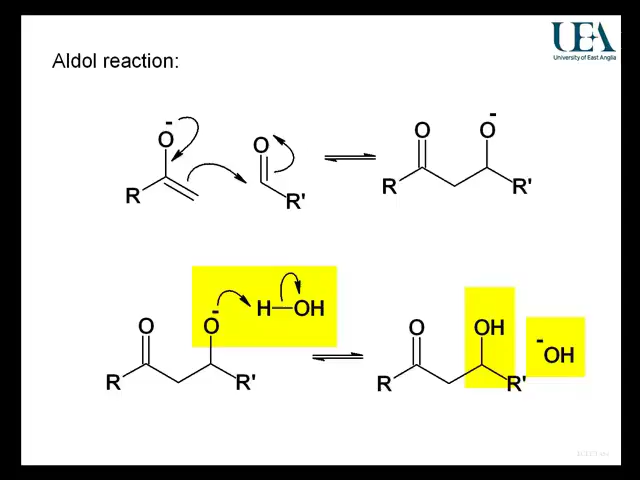 UEA
University of East Anglia
Aldol reaction:
O - O O O -
R R' R R'
O O - H—OH O OH - OH
R R' R R'